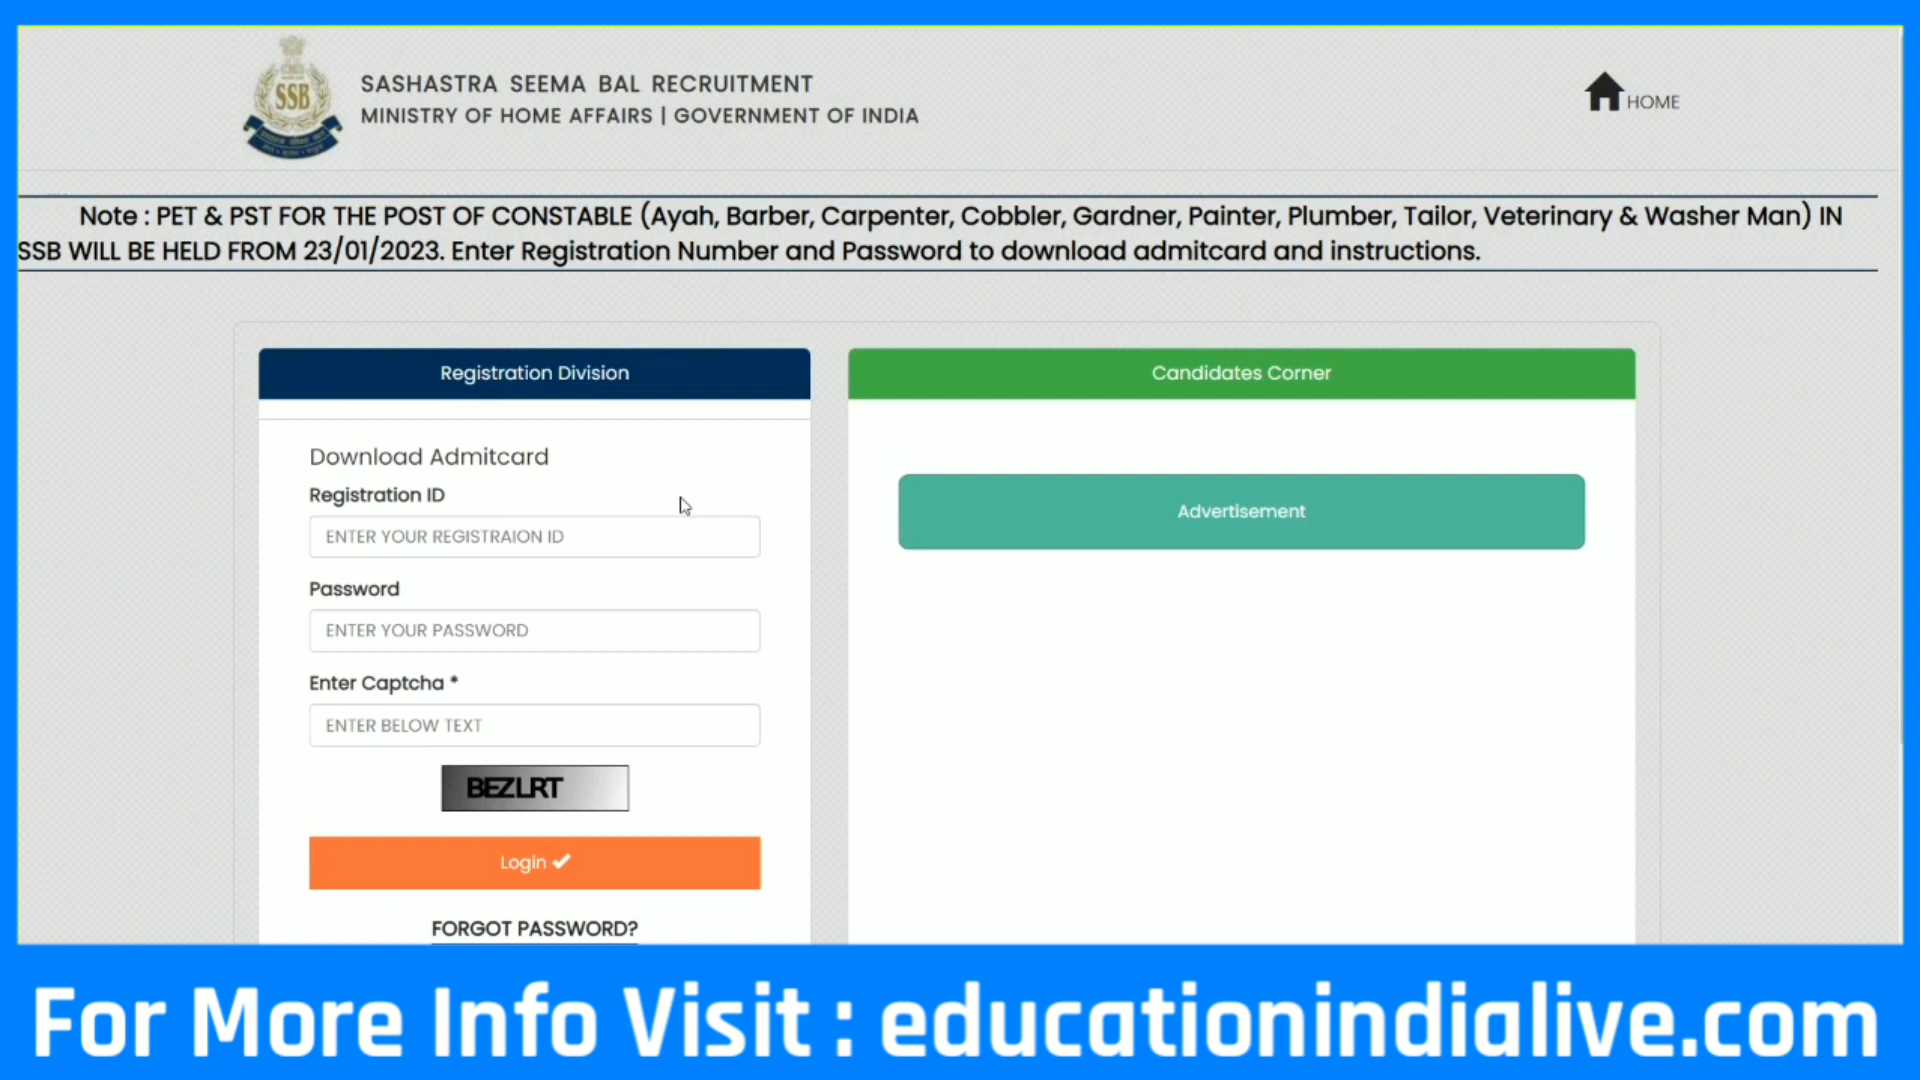 SSB
SASHASTRA SEEMA BAL RECRUITMENT
MINISTRY OF HOME AFFAIRS | GOVERNMENT OF INDIA
HOME
Note : PET & PST FOR THE POST OF CONSTABLE (Ayah, Barber, Carpenter, Cobbler, Gardner, Painter, Plumber, Tailor, Veterinary & Washer Man) IN
SSB WILL BE HELD FROM 23/01/2023. Enter Registration Number and Password to download admitcard and instructions.
Registration Division
Download Admitcard
Registration ID
ENTER YOUR REGISTRAION ID
Password
ENTER YOUR PASSWORD
Enter Captcha *
ENTER BELOW TEXT
BEZLRT
Login
FORGOT PASSWORD?
Candidates Corner
Advertisement
For More Info Visit : educationindialive.com